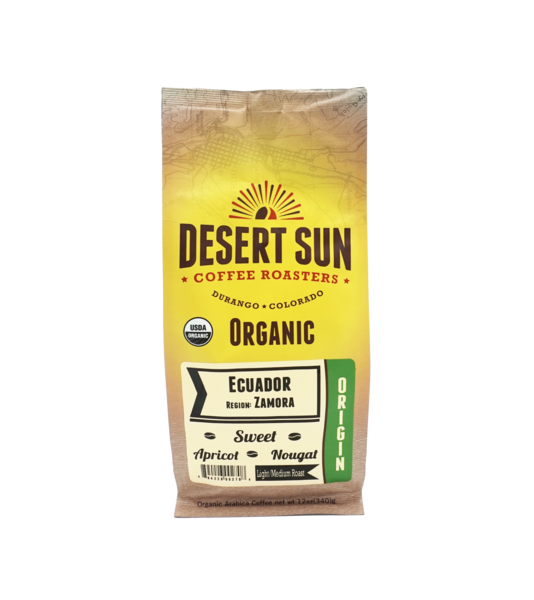 DESERT SUN
★ COFFEE ROASTERS ★
DURANGO ★ COLORADO
USDA
ORGANIC
ORGANIC
ECUADOR
REGION: ZAMORA
ORIGIN
Sweet
Apricot Nougat
Light/Medium Roast
Organic Arabica Coffee net wt 12oz(340)g